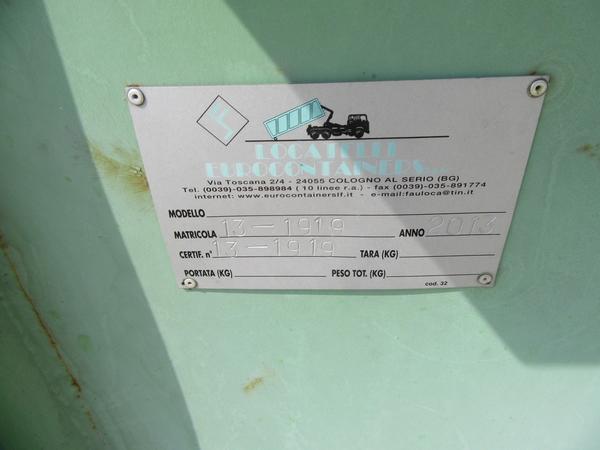 LOCATELLI
EUROCONTAINERS
Via Toscana 2/4 - 24055 COLOGNO AL SERIO (BG)
Tel. (0039)-035-898984 (10 linee r.a.) - fax (0039)-035-891774
internet: www.eurocontainerslf.it - e-mail:fauloca@tin.it
MODELLO
MATRICOLA 13-1919 ANNO 2013
CERTIF. n° 13-1919 TARA (KG)
PORTATA (KG) PESO TOT. (KG)
cod. 32